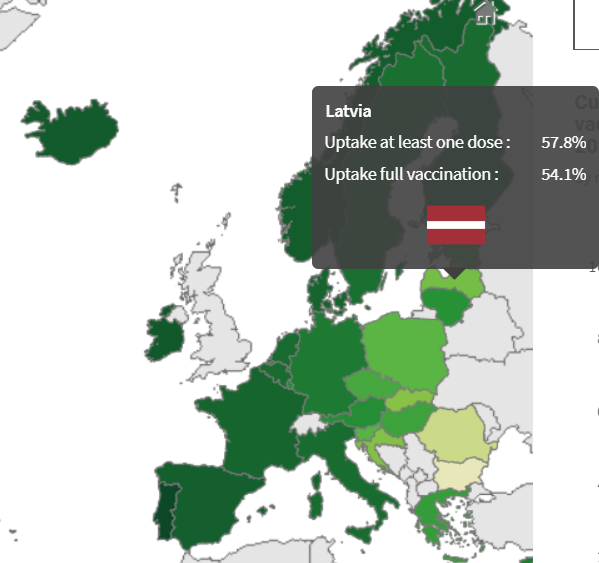 Latvia
Uptake at least one dose : 57.8%
Uptake full vaccination : 54.1%